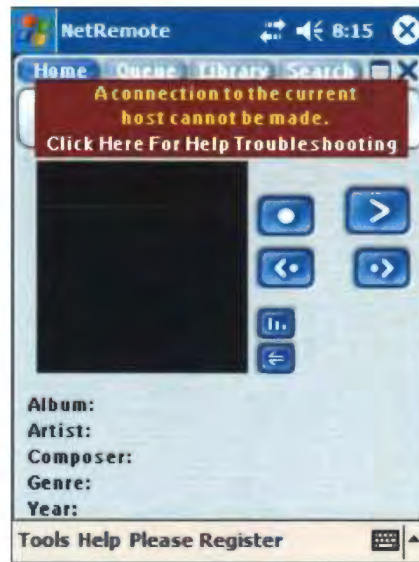 NetRemote 8:15
Home Queue Library Search
A connection to the current
host cannot be made.
Click Here For Help Troubleshooting
Album:
Artist:
Composer:
Genre:
Year:
Tools Help Please Register